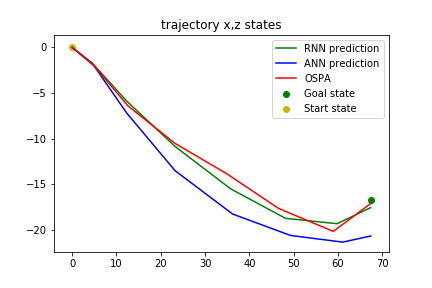 trajectory x,z states
RNN prediction
ANN prediction
OSPA
Goal state
Start state
0
−5
−10
−15
−20
0 10 20 30 40 50 60 70